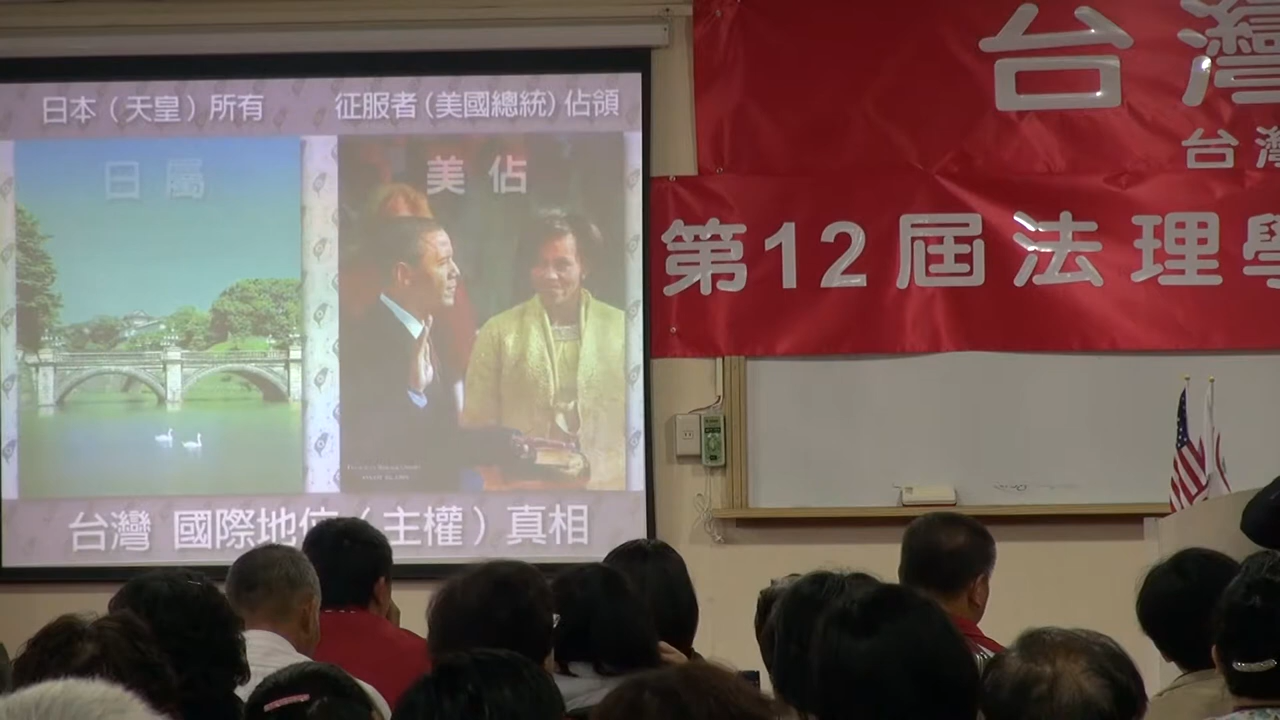 日本（天皇）所有
征服者（美國總統）佔領
日屬
美佔
台灣 國際地位（主權）真相
台灣
台灣
第12屆法理學